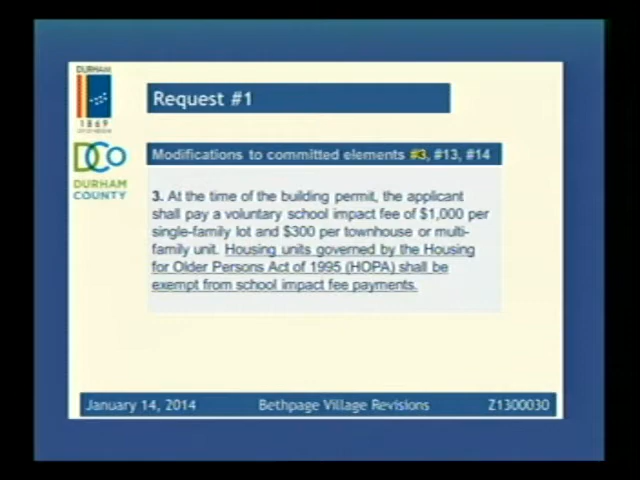 DURHAM
1869
DCO
DURHAM
COUNTY
Request #1
Modifications to committed elements #3, #13, #14
3. At the time of the building permit, the applicant
shall pay a voluntary school impact fee of $1,000 per
single-family lot and $300 per townhouse or multi-
family unit. Housing units governed by the Housing
for Older Persons Act of 1995 (HOPA) shall be
exempt from school impact fee payments.
January 14, 2014
Bethpage Village Revisions
Z1300030